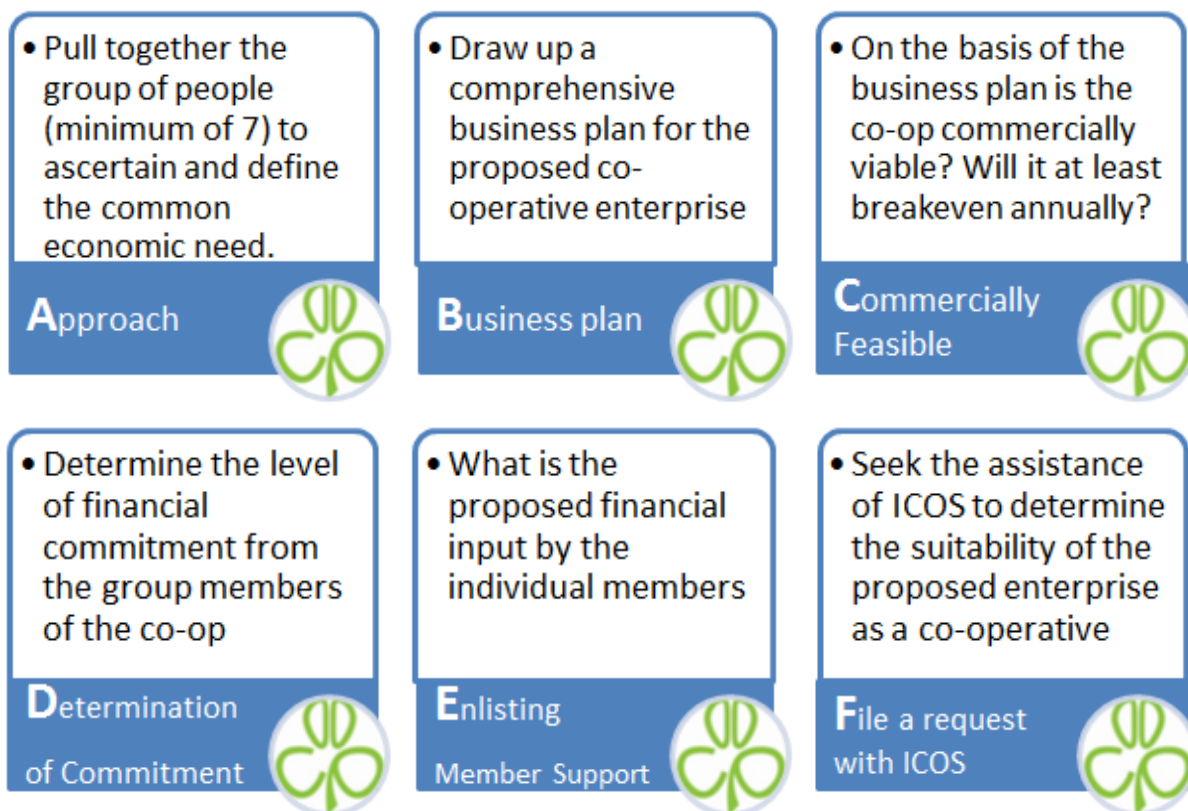 • Pull together the
group of people
(minimum of 7) to
ascertain and define
the common
economic need.
Approach
• Draw up a
comprehensive
business plan for the
proposed co-
operative enterprise
Business plan
• On the basis of the
business plan is the
co-op commercially
viable? Will it at least
breakeven annually?
Commercially
Feasible
• Determine the level
of financial
commitment from
the group members
of the co-op
Determination
of Commitment
• What is the
proposed financial
input by the
individual members
Enlisting
Member Support
• Seek the assistance
of ICOS to determine
the suitability of the
proposed enterprise
as a co-operative
File a request
with ICOS